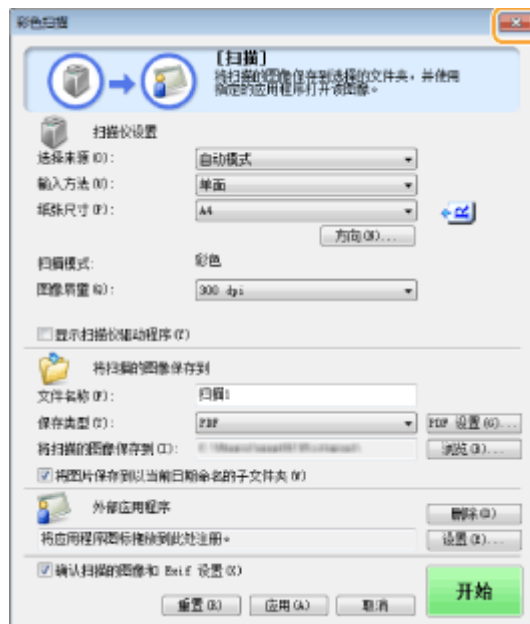 彩色扫描
[扫描]
将扫描的图像保存到选择的文件夹，并使用
指定的应用程序打开该图像。
扫描仪设置
选择来源(O)： 自动模式
输入方法(M)： 单面
纸张尺寸(P)： A4
方向(N)...
扫描模式： 彩色
图像质量(Q)： 300 dpi
显示扫描仪驱动程序(Y)
将扫描的图像保存到
文件名称(F)： 扫描1
保存类型(T)： PDF PDF 设置(G)...
将扫描的图像保存到(I)： 浏览(B)...
将图片保存到以当前日期命名的子文件夹(W)
外部应用程序 删除(D)
将应用程序图标拖放到此处注册。 设置(E)...
确认扫描的图像和 Exif 设置(X)
重置(R) 应用(A) 取消 开始